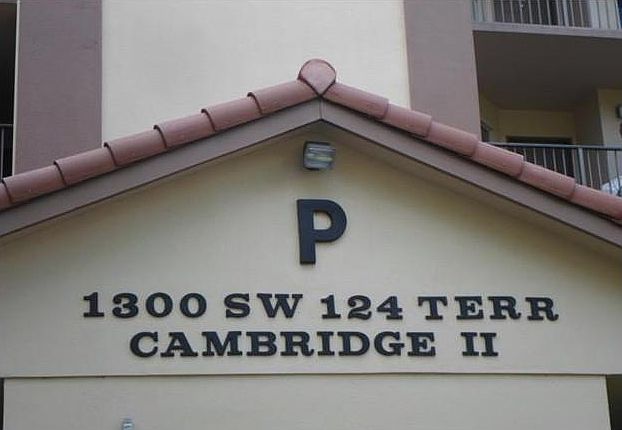 P
1300 SW 124 TERR
CAMBRIDGE II